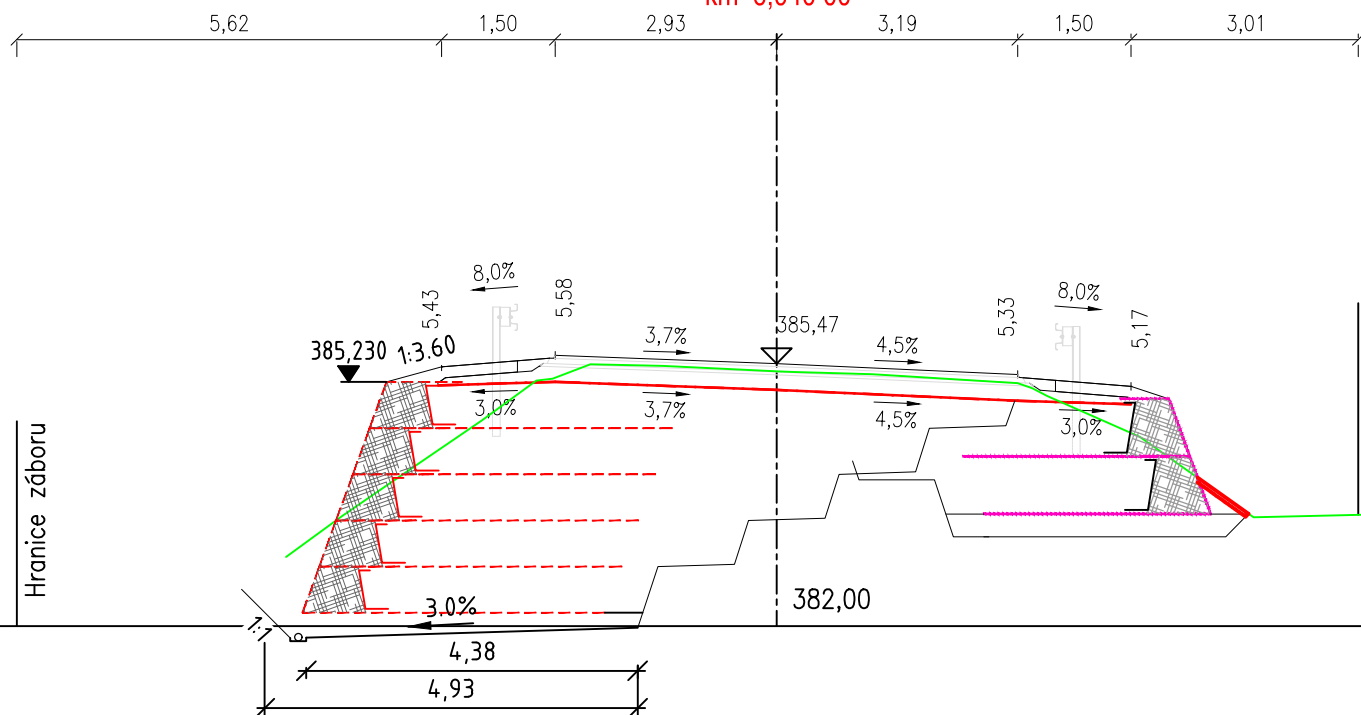 5,62 1,50 2,93 3,19 1,50 3,01
8,0% 8,0%
5,43 5,58 5,33 5,17
385,47
385,230 1:3.60 3,7% 4,5%
3,0% 3,7% 4,5% 3,0%
Hranice záboru
382,00
3.0%
1:1
4,38
4,93